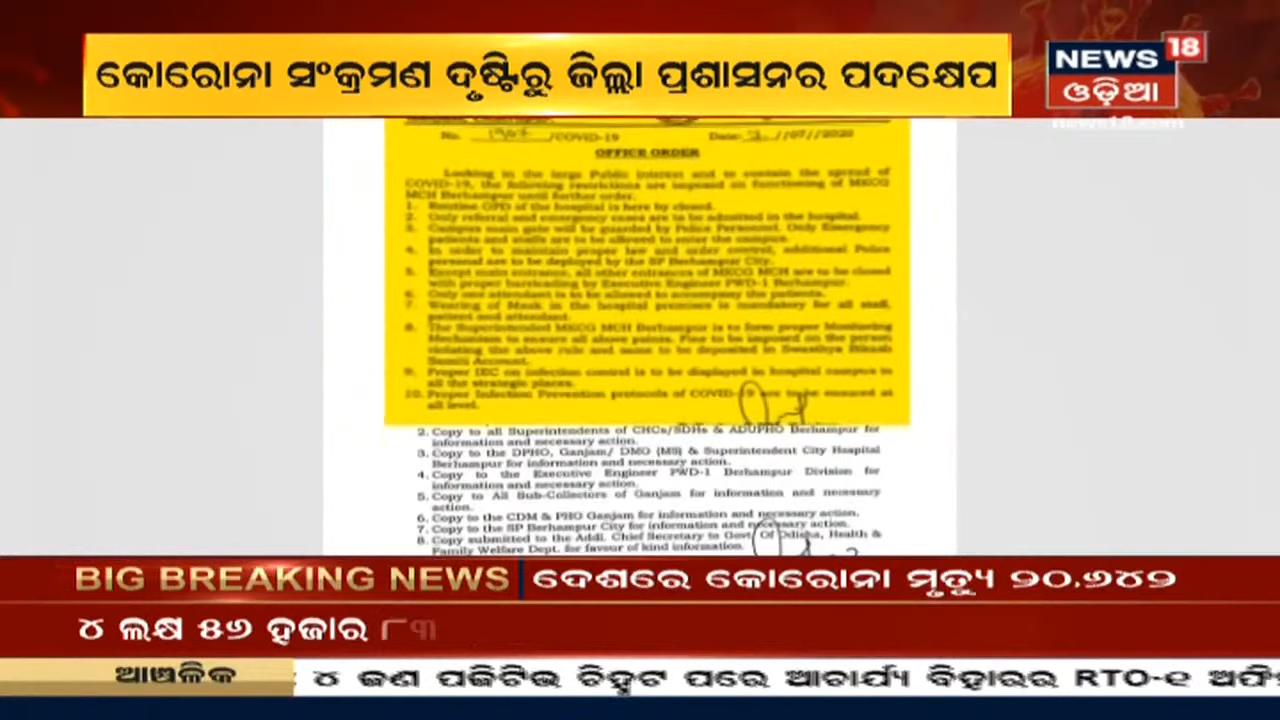 କୋରୋନା ସଂକ୍ରମଣ ଦୃଷ୍ଟିରୁ ଜିଲ୍ଲା ପ୍ରଶାସନର ପଦକ୍ଷେପ
NEWS 18
ଓଡ଼ିଆ
news18.com
No. /COVID-19 Date: //07//2020
OFFICE ORDER
Looking in the large Public interest and to contain the spread of
COVID-19, the following restrictions are imposed on functioning of MKCG
MCH Berhampur until further order.
1. Routine OPD of the hospital is here by closed.
2. Only referral and emergency cases are to be admitted in the hospital.
3. Campus main gate will be guarded by Police Personnel. Only Emergency
patients and staffs are to be allowed to enter the campus.
4. In order to maintain proper law and order control, additional Police
personal are to be deployed by the SP Berhampur City.
5. Except main entrance, all other entrances of MKCG MCH are to be closed
with proper barricading by Executive Engineer PWD-1 Berhampur.
6. Only one attendant is to be allowed to accompany the patients.
7. Wearing of Mask in the hospital premises is mandatory for all staff,
patient and attendant.
8. The Superintended MKCG MCH Berhampur is to form proper Monitoring
Mechanism to ensure all above points. Fine to be imposed on the person
violating the above rule and same to be deposited in Swasthya Bikash
Samiti Account.
9. Proper IEC on infection control is to be displayed in hospital campus in
all the strategic places.
10. Proper Infection Prevention protocols of COVID-19 are to be ensured at
all level.
2. Copy to all Superintendents of CHCs/SDHs & ADUPHO Berhampur for
information and necessary action.
3. Copy to the DPHO, Ganjam/ DMO (MS) & Superintendent City Hospital
Berhampur for information and necessary action.
4. Copy to the Executive Engineer PWD-1 Berhampur Division for
information and necessary action.
5. Copy to All Sub-Collectors of Ganjam for information and necessary
action.
6. Copy to the CDM & PHO Ganjam for information and necessary action.
7. Copy to the SP Berhampur City for information and necessary action.
8. Copy submitted to the Addl. Chief Secretary to Govt. Of Odisha, Health &
Family Welfare Dept. for favour of kind information.
BIG BREAKING NEWS ଦେଶରେ କୋରୋନା ମୃତ୍ୟୁ ୨୦,୬୪୨
୪ ଲକ୍ଷ ୫୬ ହଜାର ୮୩
ଆଞ୍ଚଳିକ ୪ ଜଣ ପଜିଟିଭ ଚିହ୍ନଟ ପରେ ଆଚାର୍ଯ୍ୟ ବିହାରର RTO-୧ ଅଫି